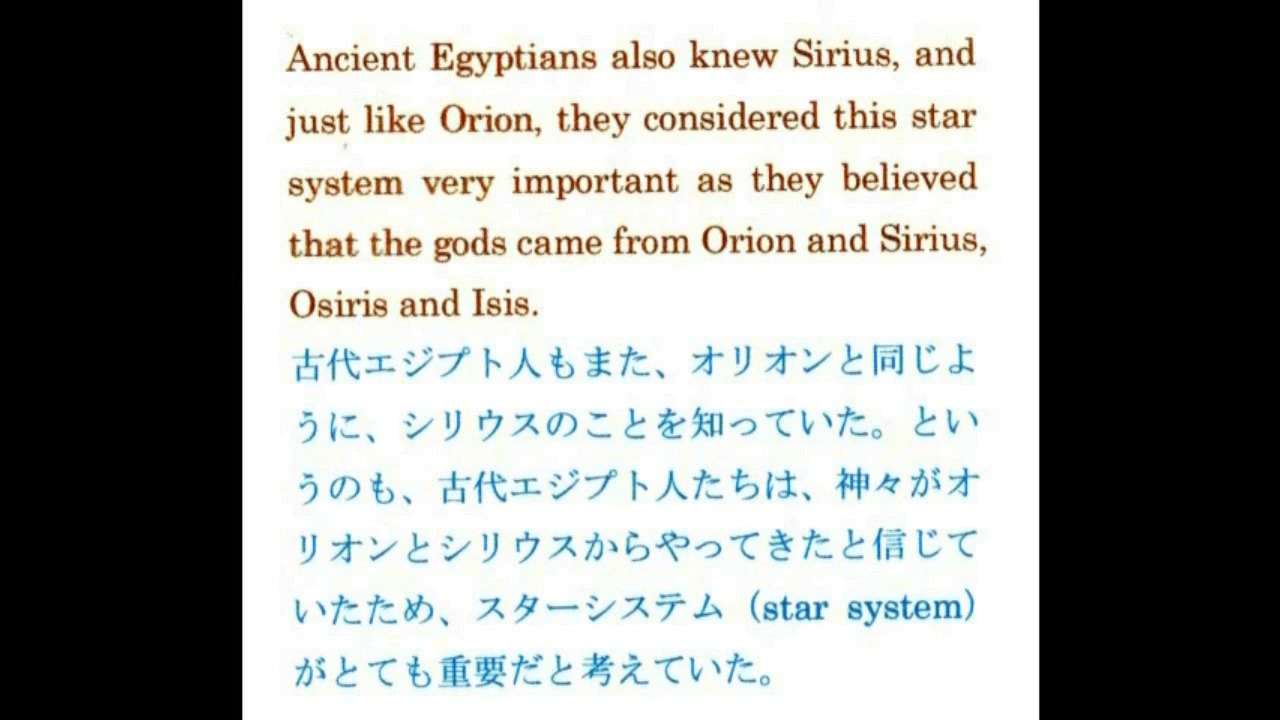 Ancient Egyptians also knew Sirius, and
just like Orion, they considered this star
system very important as they believed
that the gods came from Orion and Sirius,
Osiris and Isis.
古代エジプト人もまた、オリオンと同じよ
うに、シリウスのことを知っていた。とい
うのも、古代エジプト人たちは、神々がオ
リオンとシリウスからやってきたと信じて
いたため、スターシステム（star system）
がとても重要だと考えていた。